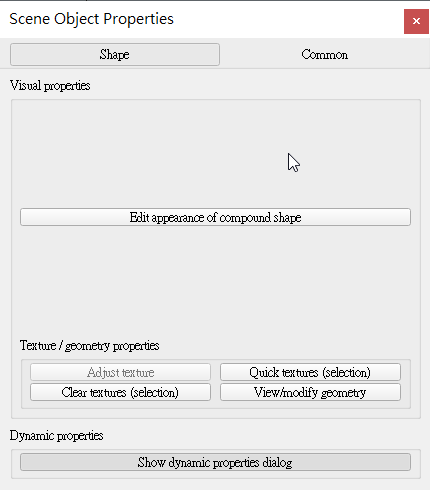 Scene Object Properties
Shape Common
Visual properties
Edit appearance of compound shape
Texture / geometry properties
Adjust texture Quick textures (selection)
Clear textures (selection) View/modify geometry
Dynamic properties
Show dynamic properties dialog